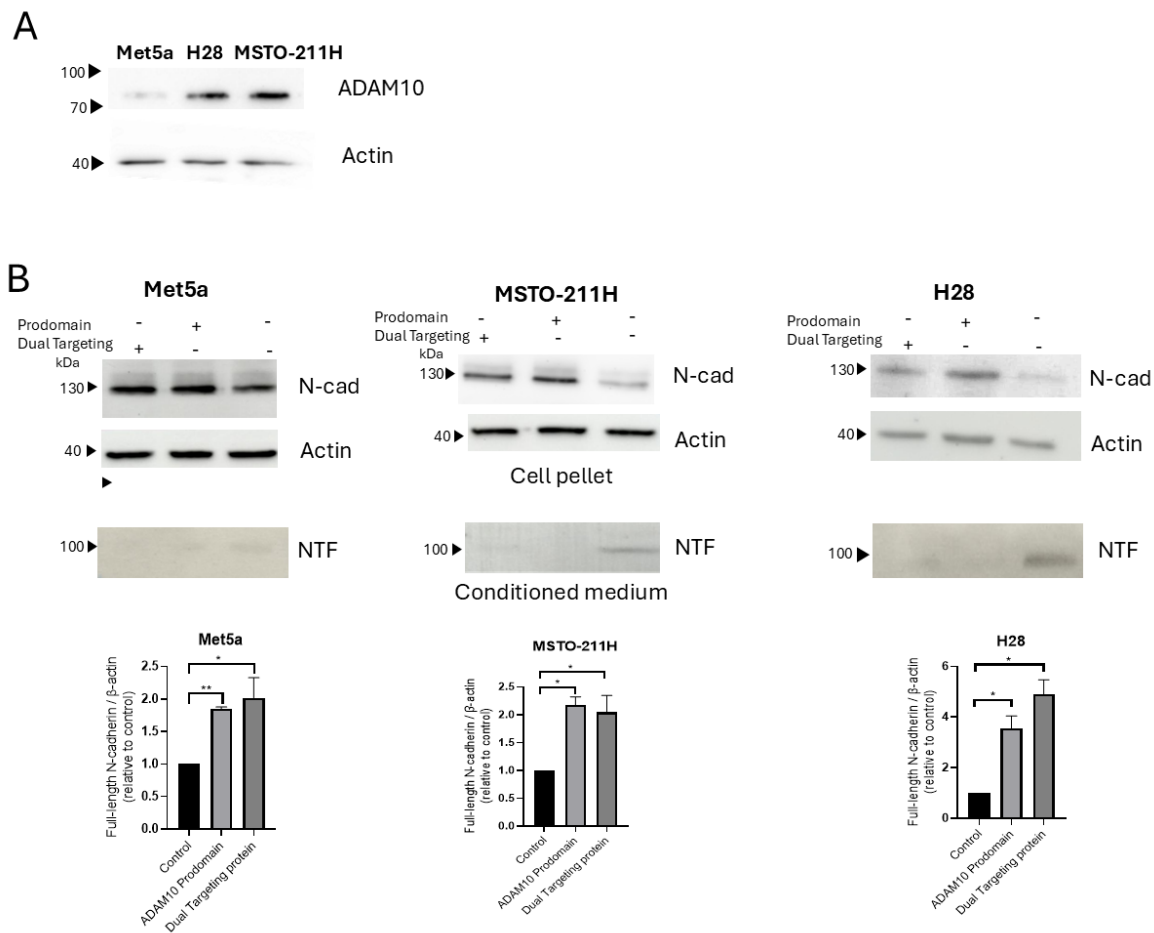 A
Met5a H28 MSTO-211H
100
ADAM10
70
40
Actin
B
Met5a
Prodomain - + -
Dual Targeting + - -
kDa
130
N-cad
40
Actin
100
NTF
MSTO-211H
Prodomain - + -
Dual Targeting + - -
kDa
130
N-cad
40
Actin
Cell pellet
100
NTF
Conditioned medium
H28
Prodomain - + -
Dual Targeting + - -
130
N-cad
40
Actin
100
NTF
Met5a
Full-length N-cadherin / β-actin
(relative to control)
2.5
2.0
1.5
1.0
0.5
0.0
*
**
Control
ADAM10 Prodomain
Dual Targeting protein
MSTO-211H
Full-length N-cadherin / β-actin
(relative to control)
2.5
2.0
1.5
1.0
0.5
0.0
*
*
Control
ADAM10 Prodomain
Dual Targeting protein
H28
Full-length N-cadherin / β-actin
(relative to control)
6
4
2
0
*
*
Control
ADAM10 Prodomain
Dual Targeting protein